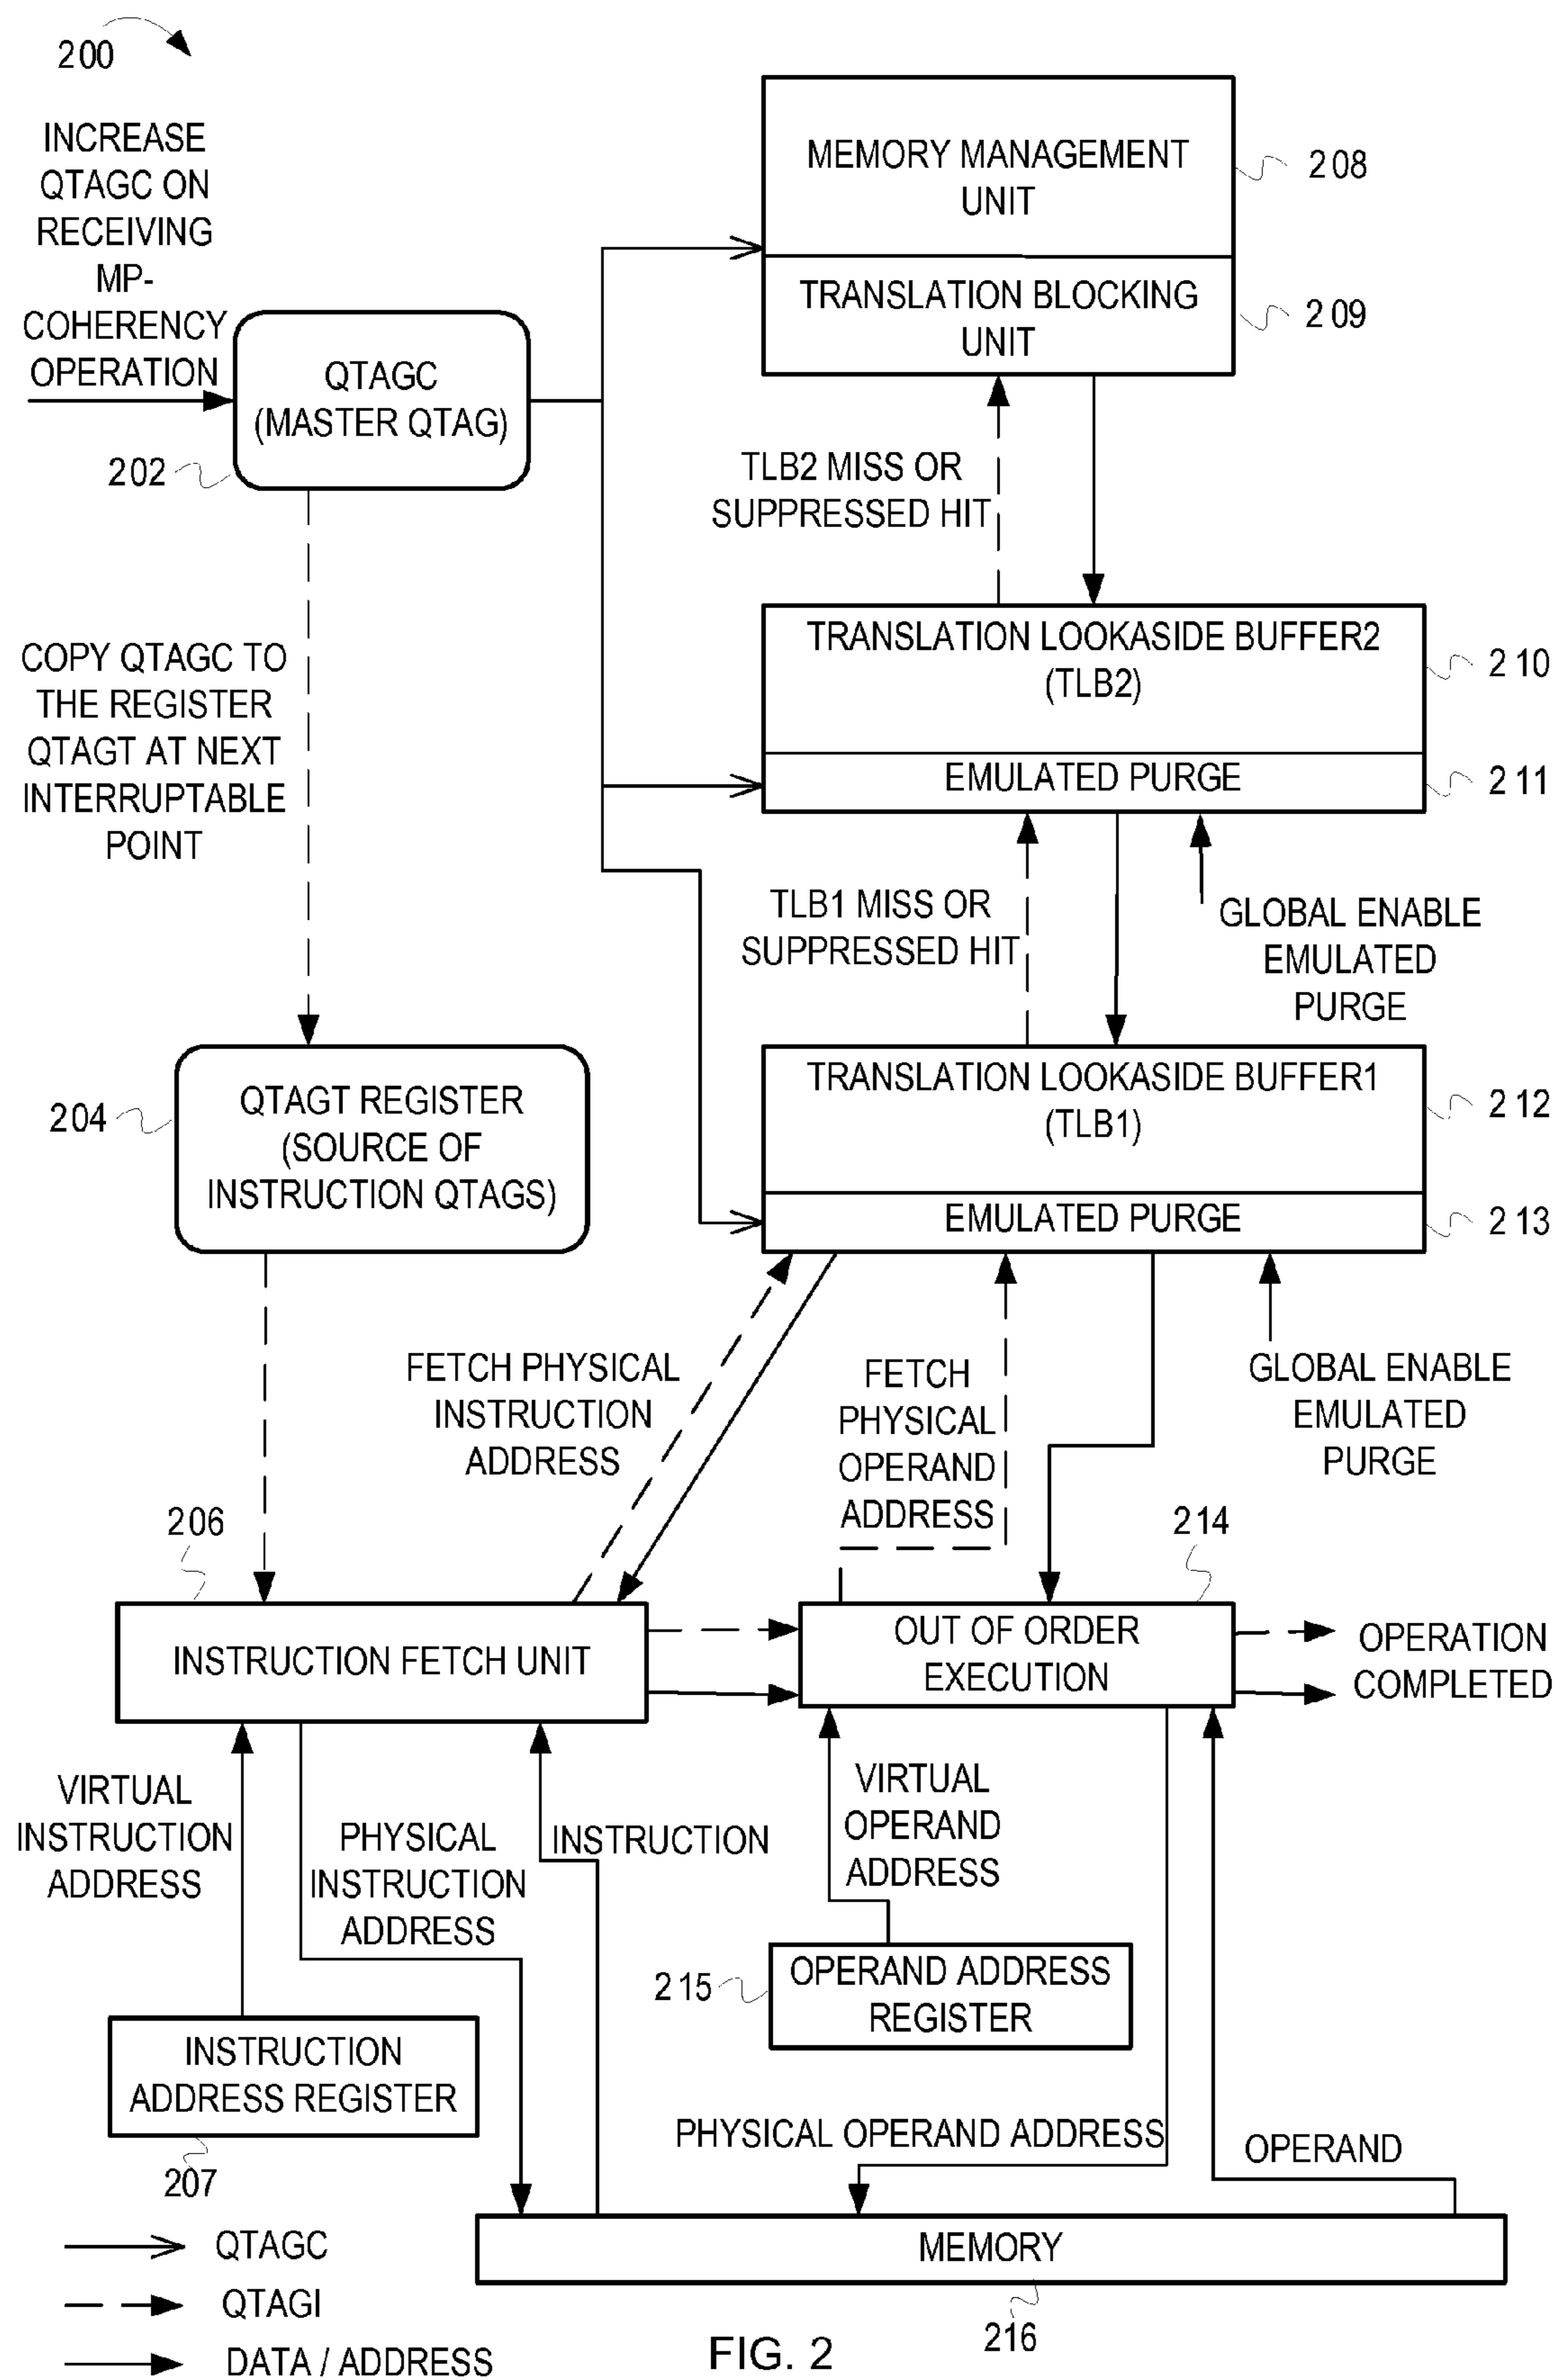 200
INCREASE
QTAGC ON
RECEIVING
MP-
COHERENCY
OPERATION
QTAGC
(MASTER QTAG)
202
MEMORY MANAGEMENT
UNIT
208
TRANSLATION BLOCKING
UNIT
209
TLB2 MISS OR
SUPPRESSED HIT
COPY QTAGC TO
THE REGISTER
QTAGT AT NEXT
INTERRUPTABLE
POINT
TRANSLATION LOOKASIDE BUFFER2
(TLB2)
210
EMULATED PURGE
211
TLB1 MISS OR
SUPPRESSED HIT
GLOBAL ENABLE
EMULATED
PURGE
QTAGT REGISTER
(SOURCE OF
INSTRUCTION QTAGS)
204
TRANSLATION LOOKASIDE BUFFER1
(TLB1)
212
EMULATED PURGE
213
FETCH PHYSICAL
INSTRUCTION
ADDRESS
FETCH
PHYSICAL
OPERAND
ADDRESS
GLOBAL ENABLE
EMULATED
PURGE
206
INSTRUCTION FETCH UNIT
214
OUT OF ORDER
EXECUTION
OPERATION
COMPLETED
VIRTUAL
INSTRUCTION
ADDRESS
PHYSICAL
INSTRUCTION
ADDRESS
INSTRUCTION
VIRTUAL
OPERAND
ADDRESS
215
OPERAND ADDRESS
REGISTER
INSTRUCTION
ADDRESS REGISTER
207
PHYSICAL OPERAND ADDRESS
OPERAND
MEMORY
216
QTAGC
QTAGI
DATA / ADDRESS
FIG. 2